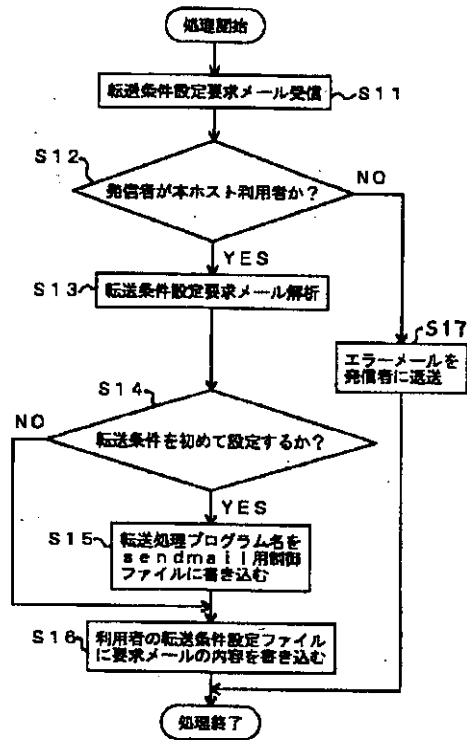 処理開始
転送条件設定要求メール受信
S11
S12
発信者が本ホスト利用者か?
NO
YES
S13
転送条件設定要求メール解析
S17
エラーメールを
発信者に返送
S14
NO
転送条件を初めて設定するか?
YES
S15
転送処理プログラム名を
sendmail用制御
ファイルに書き込む
S16
利用者の転送条件設定ファイル
に要求メールの内容を書き込む
処理終了